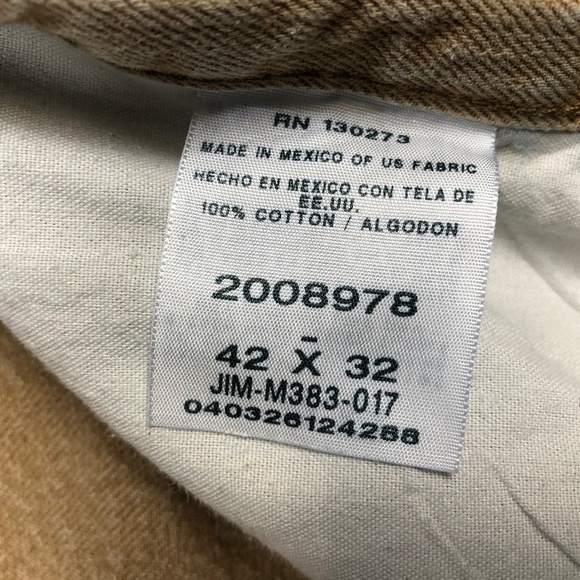 RN 130273
MADE IN MEXICO OF US FABRIC
HECHO EN MEXICO CON TELA DE
EE.UU.
100% COTTON / ALGODON
2008978
-
42 X 32
JIM-M383-017
040326124288